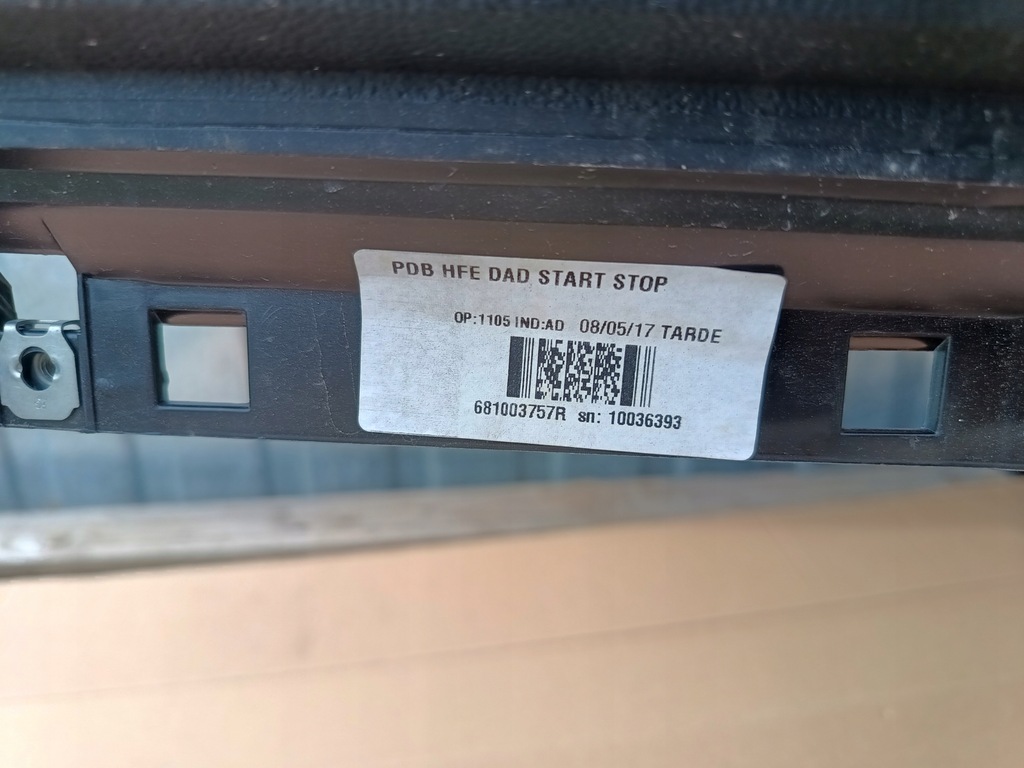 PDB HFE DAD START STOP
OP:1105 IND:AD 08/05/17 TARDE
681003757R sn: 10036393